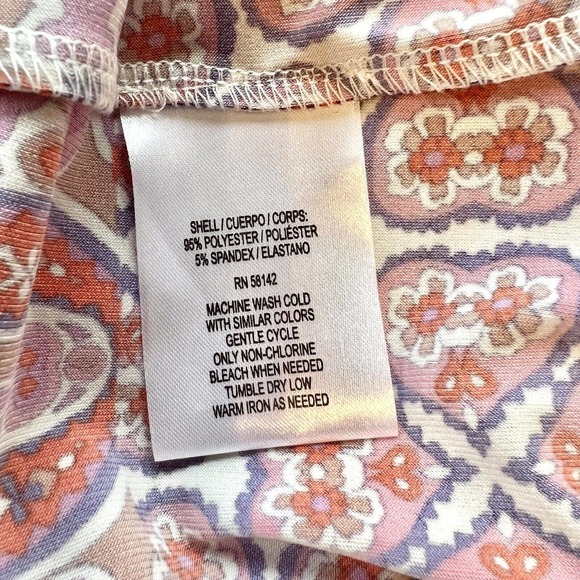 SHELL / CUERPO / CORPS:
95% POLYESTER / POLIÉSTER
5% SPANDEX / ELASTANO
RN 58142
MACHINE WASH COLD
WITH SIMILAR COLORS
GENTLE CYCLE
ONLY NON-CHLORINE
BLEACH WHEN NEEDED
TUMBLE DRY LOW
WARM IRON AS NEEDED